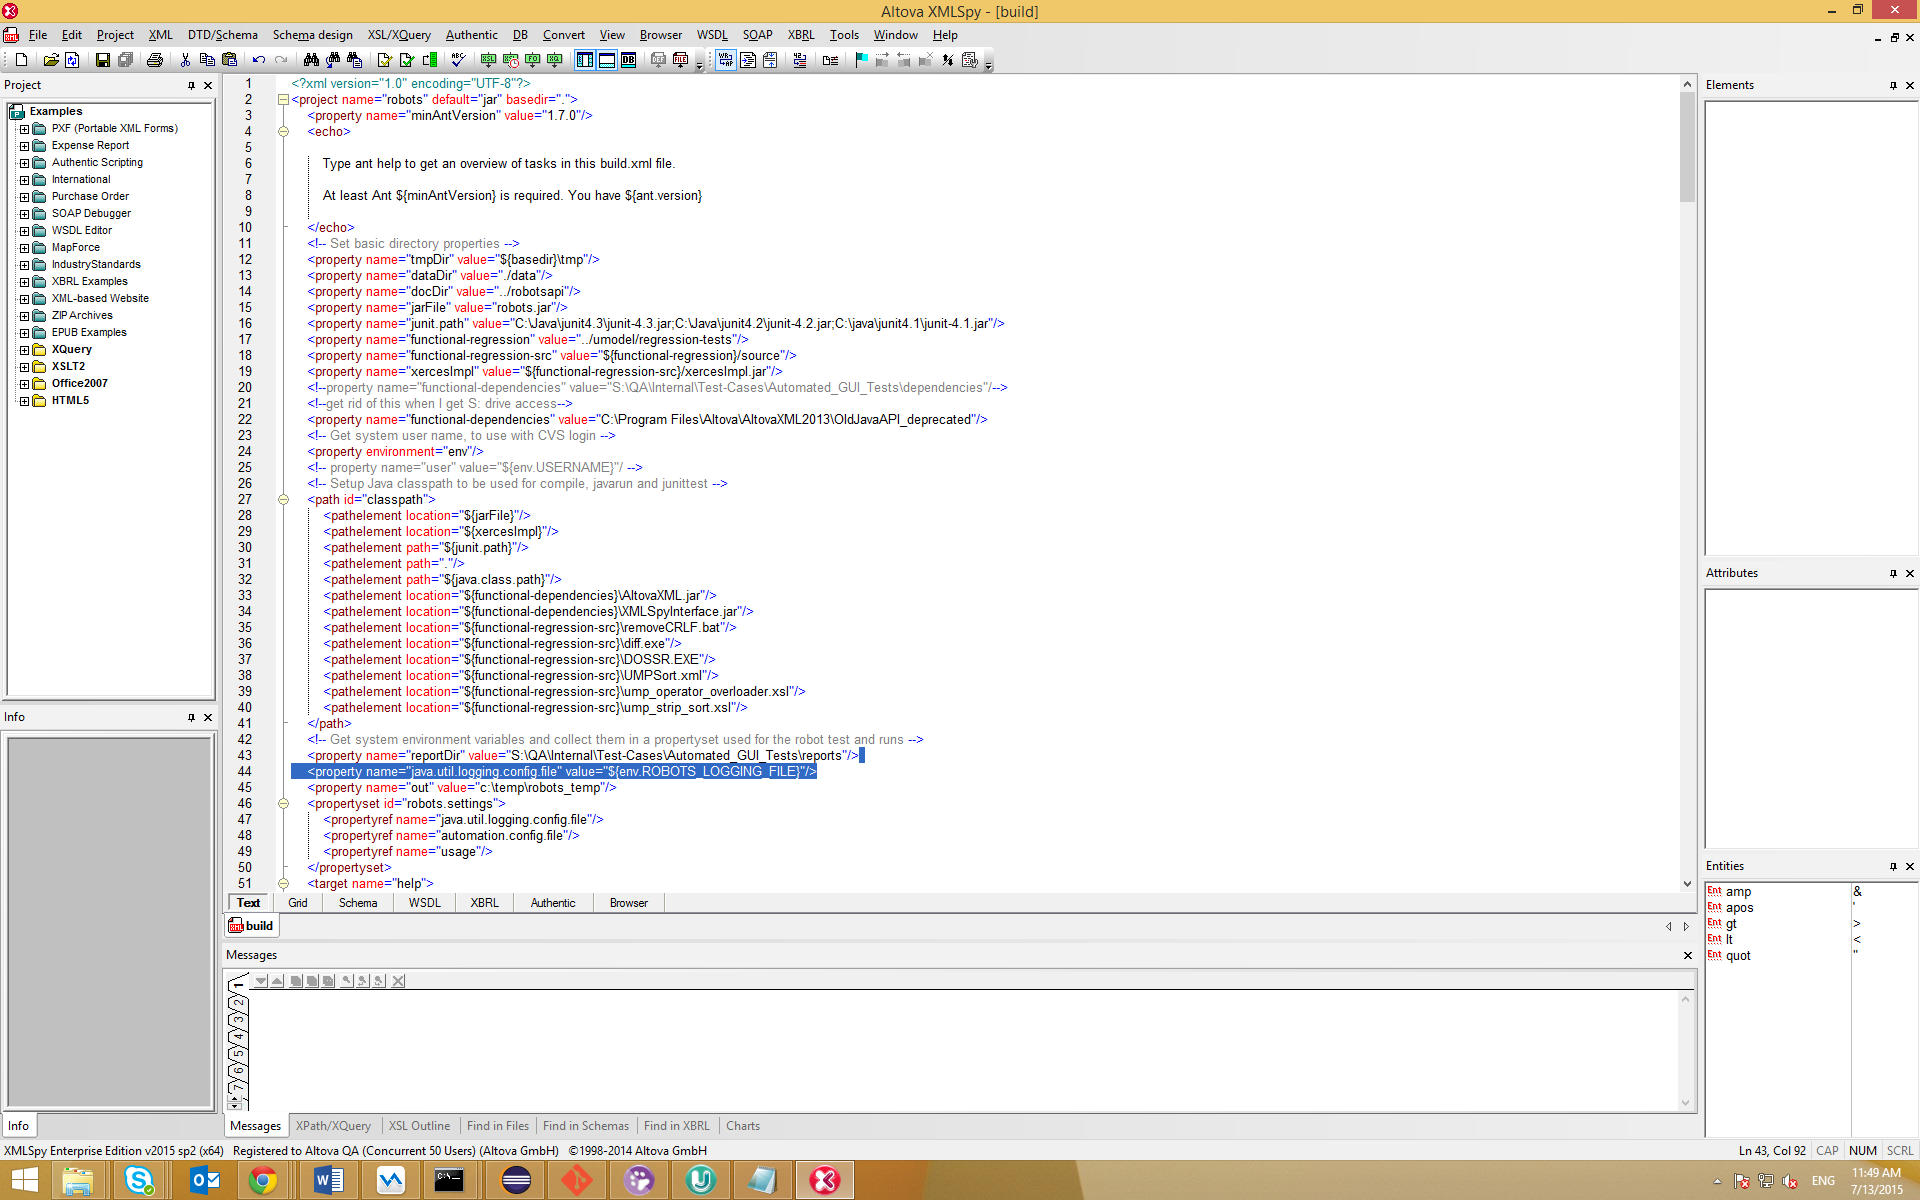 Altova XMLSpy - [build]
File Edit Project XML DTD/Schema Schema design XSL/XQuery Authentic DB Convert View Browser WSDL SOAP XBRL Tools Window Help
Project
Examples
PXF (Portable XML Forms)
Expense Report
Authentic Scripting
International
Purchase Order
SOAP Debugger
WSDL Editor
MapForce
IndustryStandards
XBRL Examples
XML-based Website
ZIP Archives
EPUB Examples
XQuery
XSLT2
Office2007
HTML5
Info
Info
1 <?xml version="1.0" encoding="UTF-8"?>
2 <project name="robots" default="jar" basedir=".">
3 <property name="minAntVersion" value="1.7.0"/>
4 <echo>
5
6 Type ant help to get an overview of tasks in this build.xml file.
7
8 At least Ant ${minAntVersion} is required. You have ${ant.version}
9
10 </echo>
11 <!-- Set basic directory properties -->
12 <property name="tmpDir" value="${basedir}\tmp"/>
13 <property name="dataDir" value="./data"/>
14 <property name="docDir" value="../robotsapi"/>
15 <property name="jarFile" value="robots.jar"/>
16 <property name="junit.path" value="C:\Java\junit4.3\junit-4.3.jar;C:\Java\junit4.2\junit-4.2.jar;C:\java\junit4.1\junit-4.1.jar"/>
17 <property name="functional-regression" value="../umodel/regression-tests"/>
18 <property name="functional-regression-src" value="${functional-regression}/source"/>
19 <property name="xercesImpl" value="${functional-regression-src}/xercesImpl.jar"/>
20 <!--property name="functional-dependencies" value="S:\QA\Internal\Test-Cases\Automated_GUI_Tests\dependencies"/-->
21 <!--get rid of this when I get S: drive access-->
22 <property name="functional-dependencies" value="C:\Program Files\Altova\AltovaXML2013\OldJavaAPI_deprecated"/>
23 <!-- Get system user name, to use with CVS login -->
24 <property environment="env"/>
25 <!-- property name="user" value="${env.USERNAME}"/ -->
26 <!-- Setup Java classpath to be used for compile, javarun and junittest -->
27 <path id="classpath">
28 <pathelement location="${jarFile}"/>
29 <pathelement location="${xercesImpl}"/>
30 <pathelement path="${junit.path}"/>
31 <pathelement path="."/>
32 <pathelement path="${java.class.path}"/>
33 <pathelement location="${functional-dependencies}\AltovaXML.jar"/>
34 <pathelement location="${functional-dependencies}\XMLSpyInterface.jar"/>
35 <pathelement location="${functional-regression-src}\removeCRLF.bat"/>
36 <pathelement location="${functional-regression-src}\diff.exe"/>
37 <pathelement location="${functional-regression-src}\DOSSR.EXE"/>
38 <pathelement location="${functional-regression-src}\UMPSort.xml"/>
39 <pathelement location="${functional-regression-src}\ump_operator_overloader.xsl"/>
40 <pathelement location="${functional-regression-src}\ump_strip_sort.xsl"/>
41 </path>
42 <!-- Get system environment variables and collect them in a propertyset used for the robot test and runs -->
43 <property name="reportDir" value="S:\QA\Internal\Test-Cases\Automated_GUI_Tests\reports"/>
44 <property name="java.util.logging.config.file" value="${env.ROBOTS_LOGGING_FILE}"/>
45 <property name="out" value="c:\temp\robots_temp"/>
46 <propertyset id="robots.settings">
47 <propertyref name="java.util.logging.config.file"/>
48 <propertyref name="automation.config.file"/>
49 <propertyref name="usage"/>
50 </propertyset>
51 <target name="help">
Text Grid Schema WSDL XBRL Authentic Browser
build
Messages
1
2
3
4
5
6
7
Messages XPath/XQuery XSL Outline Find in Files Find in Schemas Find in XBRL Charts
Elements
Attributes
Entities
Ent amp &
Ent apos '
Ent gt >
Ent lt <
Ent quot "
XMLSpy Enterprise Edition v2015 sp2 (x64) Registered to Altova QA (Concurrent 50 Users) (Altova GmbH) ©1998-2014 Altova GmbH
Ln 43, Col 92 CAP NUM SCRL
ENG
11:49 AM
7/13/2015